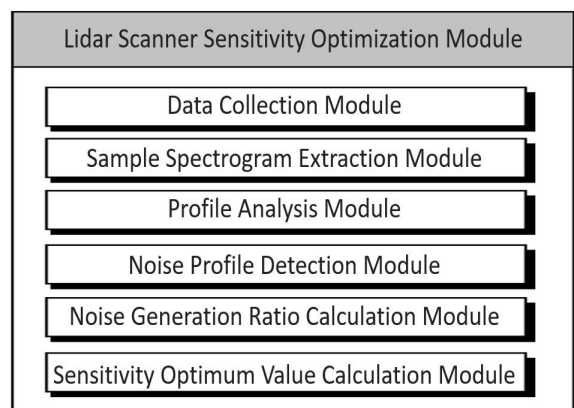 Lidar Scanner Sensitivity Optimization Module
Data Collection Module
Sample Spectrogram Extraction Module
Profile Analysis Module
Noise Profile Detection Module
Noise Generation Ratio Calculation Module
Sensitivity Optimum Value Calculation Module